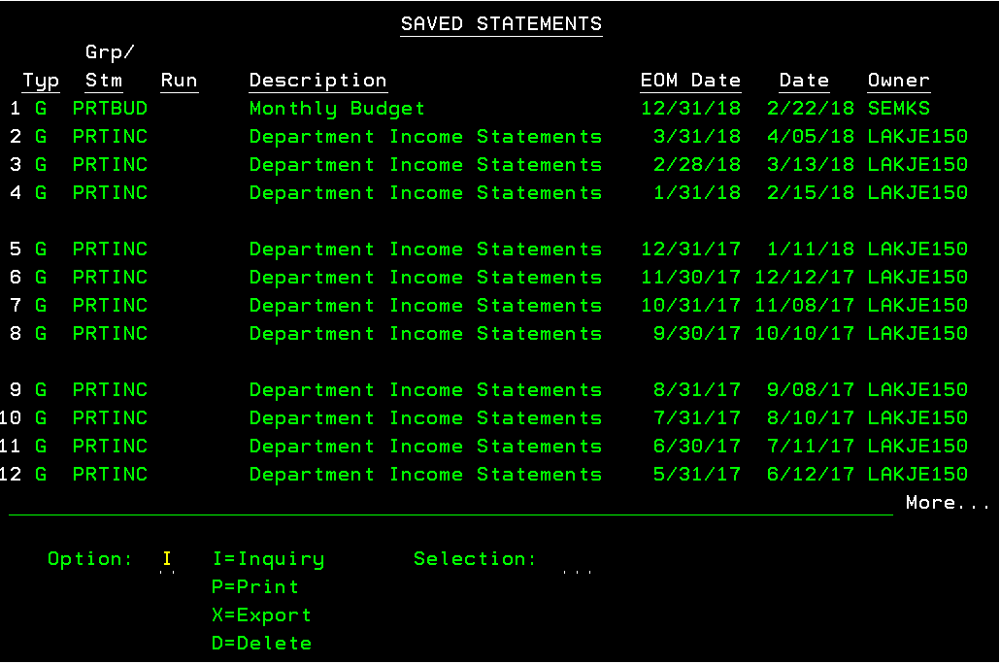 SAVED STATEMENTS
Grp/
Typ Stm Run Description EOM Date Date Owner
1 G PRTBUD Monthly Budget 12/31/18 2/22/18 SEMKS
2 G PRTINC Department Income Statements 3/31/18 4/05/18 LAKJE150
3 G PRTINC Department Income Statements 2/28/18 3/13/18 LAKJE150
4 G PRTINC Department Income Statements 1/31/18 2/15/18 LAKJE150
5 G PRTINC Department Income Statements 12/31/17 1/11/18 LAKJE150
6 G PRTINC Department Income Statements 11/30/17 12/12/17 LAKJE150
7 G PRTINC Department Income Statements 10/31/17 11/08/17 LAKJE150
8 G PRTINC Department Income Statements 9/30/17 10/10/17 LAKJE150
9 G PRTINC Department Income Statements 8/31/17 9/08/17 LAKJE150
10 G PRTINC Department Income Statements 7/31/17 8/10/17 LAKJE150
11 G PRTINC Department Income Statements 6/30/17 7/11/17 LAKJE150
12 G PRTINC Department Income Statements 5/31/17 6/12/17 LAKJE150
More...
Option: I I=Inquiry Selection:
P=Print
X=Export
D=Delete